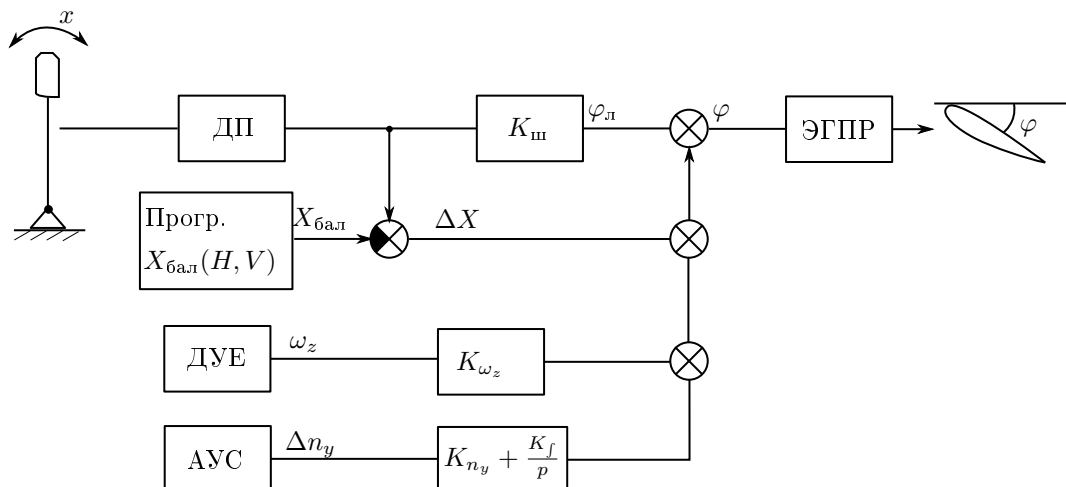 x
ДП
K_ш
φ_л
φ
ЭГПР
φ
Прогр.
X_бал(H, V)
X_бал
ΔX
ДУЕ
ω_z
K_{ω_z}
АУС
Δn_y
K_{n_y} + K_∫/p